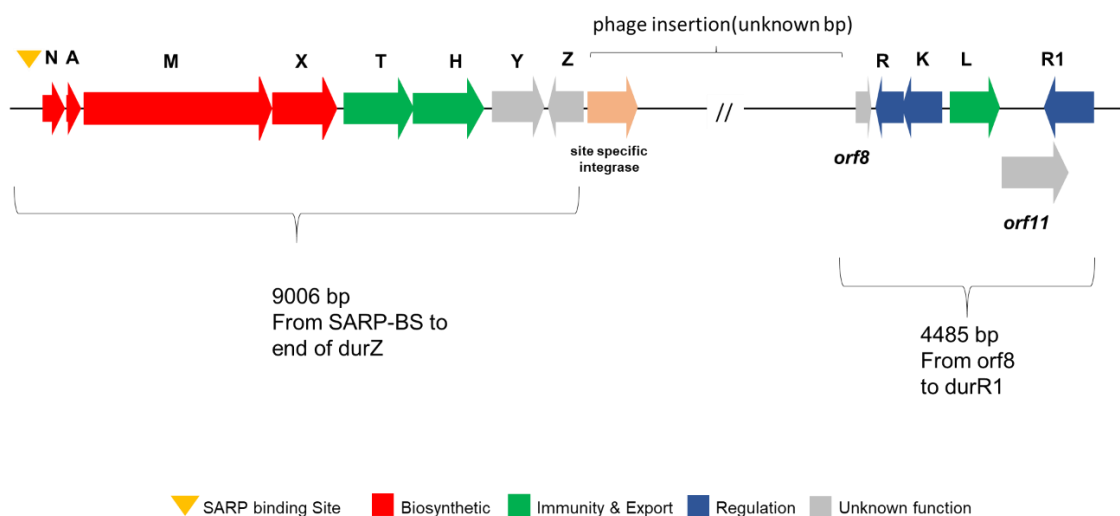 phage insertion(unknown bp)
N A M X T H Y Z R K L R1
//
site specific
integrase
orf8
orf11
9006 bp
From SARP-BS to
end of durZ
4485 bp
From orf8
to durR1
SARP binding Site Biosynthetic Immunity & Export Regulation Unknown function